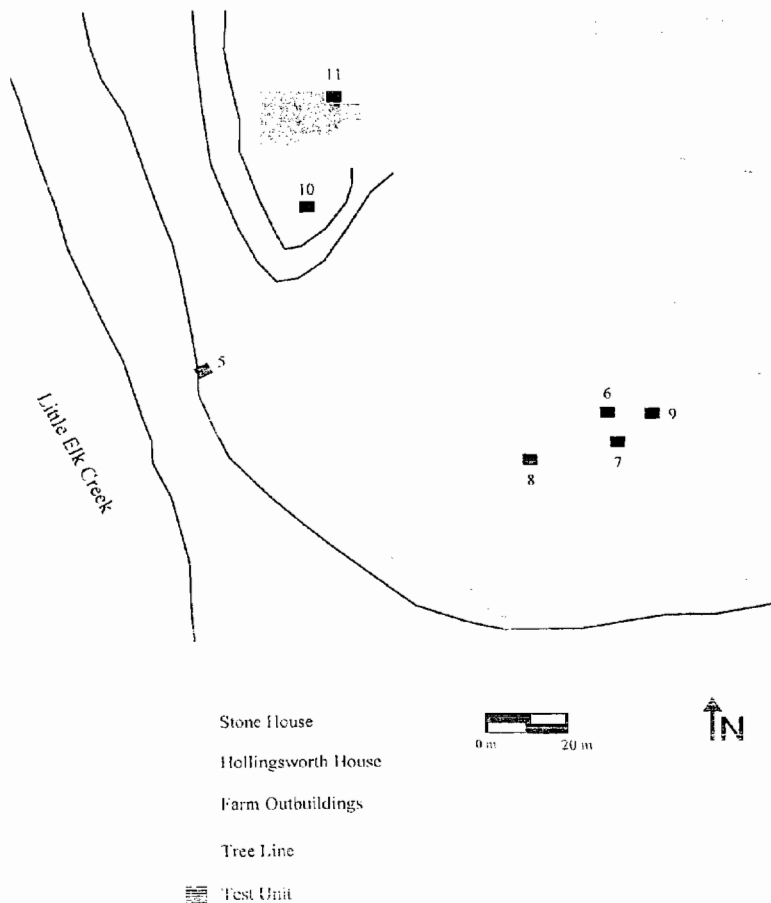 11
10
5
6
9
7
8
Little Elk Creek
Stone House
0 m 20 m
N
Hollingsworth House
Farm Outbuildings
Tree Line
Test Unit